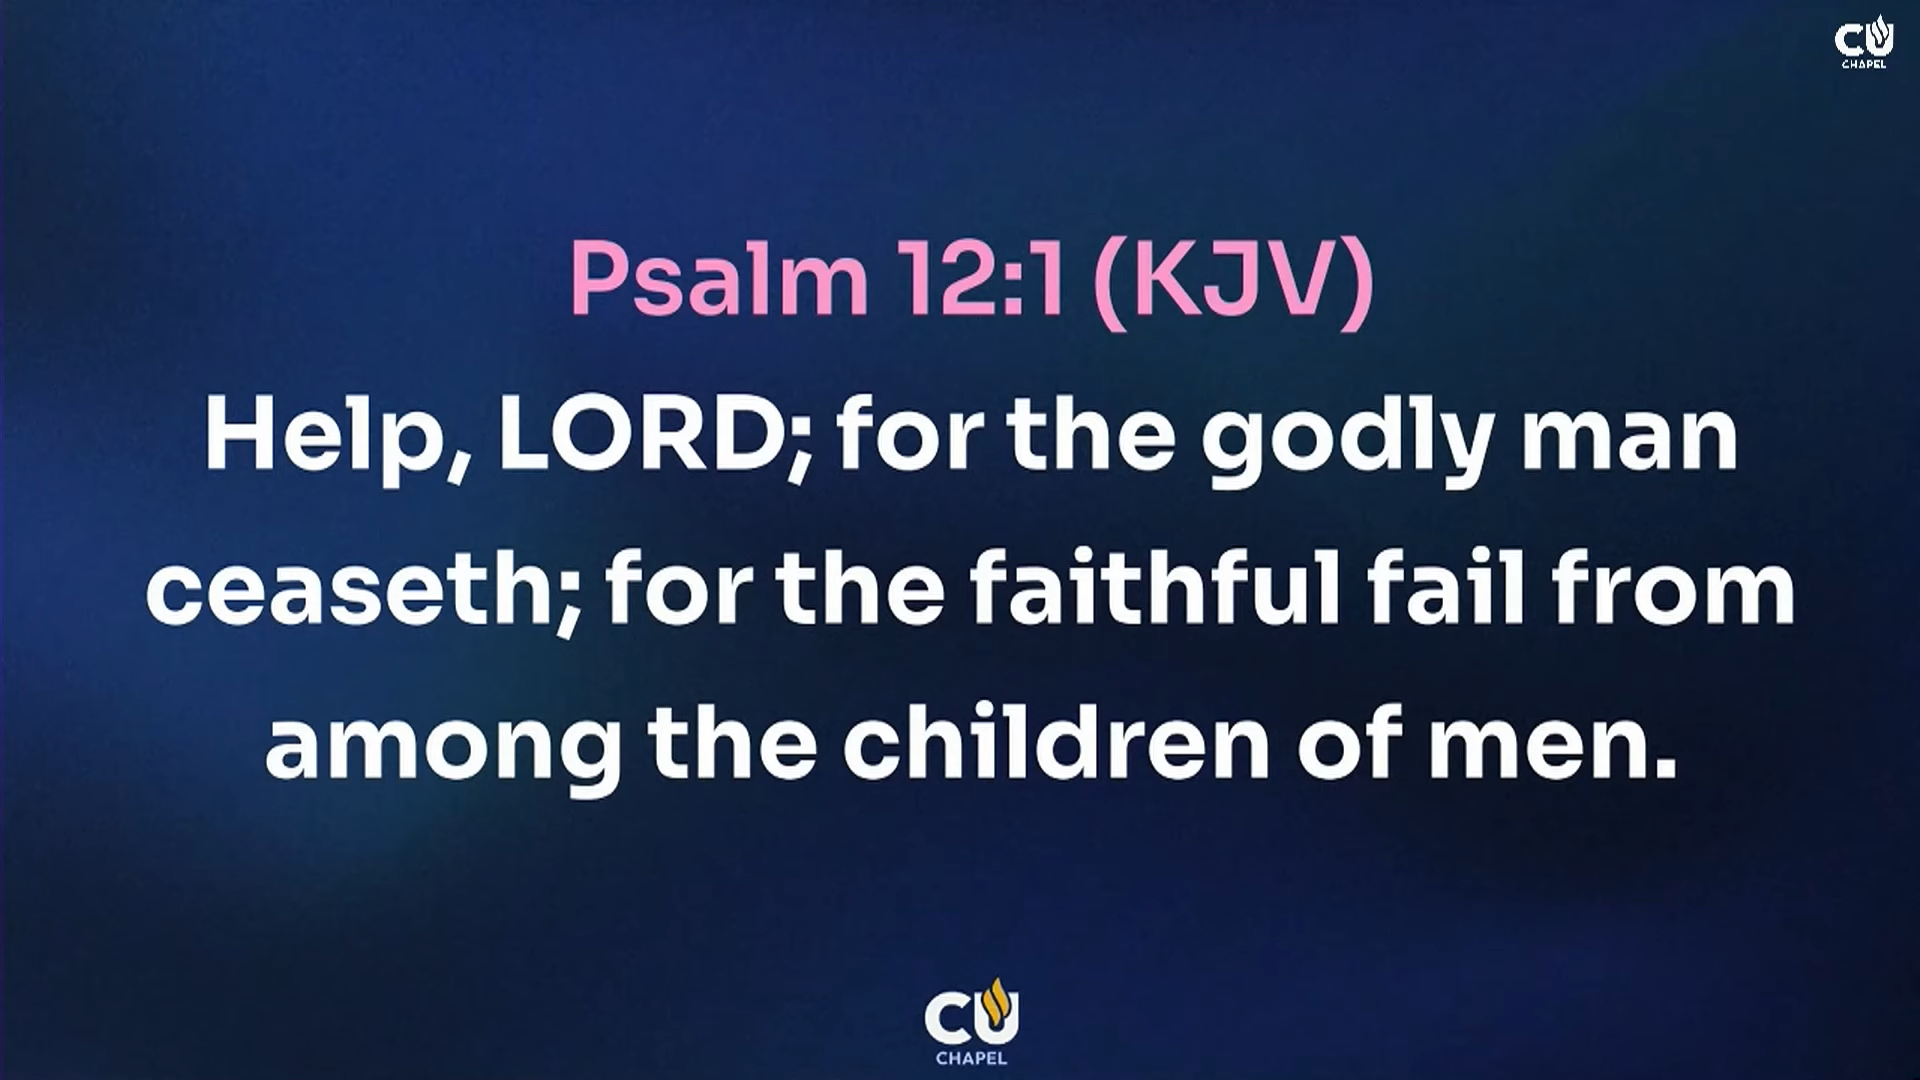 CU
CHAPEL
Psalm 12:1 (KJV)
Help, LORD; for the godly man
ceaseth; for the faithful fail from
among the children of men.
CU
CHAPEL